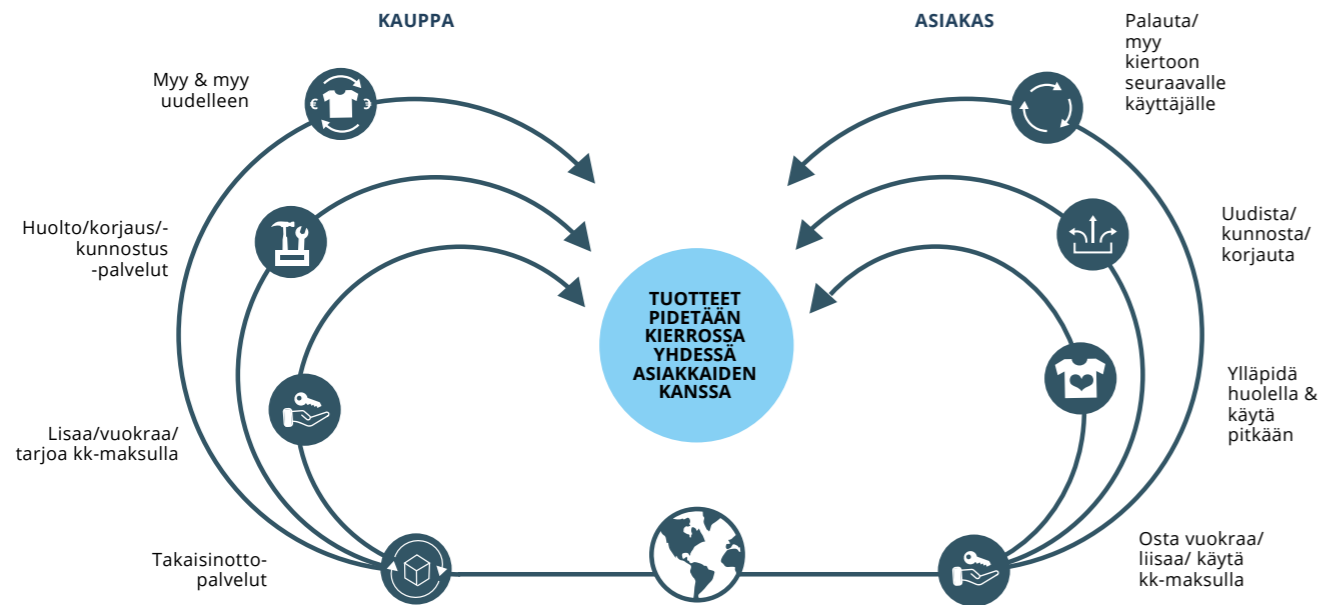 KAUPPA
Myy & myy
uudelleen
Huolto/korjaus/-
kunnostus
-palvelut
Lisaa/vuokraa/
tarjoa kk-maksulla
Takaisinotto-
palvelut
TUOTTEET
PIDETÄÄN
KIERROSSA
YHDESSÄ
ASIAKKAIDEN
KANSSA
ASIAKAS
Palauta/
myy
kiertoon
seuraavalle
käyttäjälle
Uudista/
kunnosta/
korjauta
Ylläpidä
huolella &
käytä
pitkään
Osta vuokraa/
liisaa/ käytä
kk-maksulla